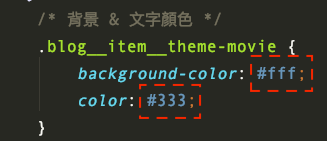 /* 背景 & 文字顏色 */
.blog__item__theme-movie {
background-color: #fff;
color: #333;
}